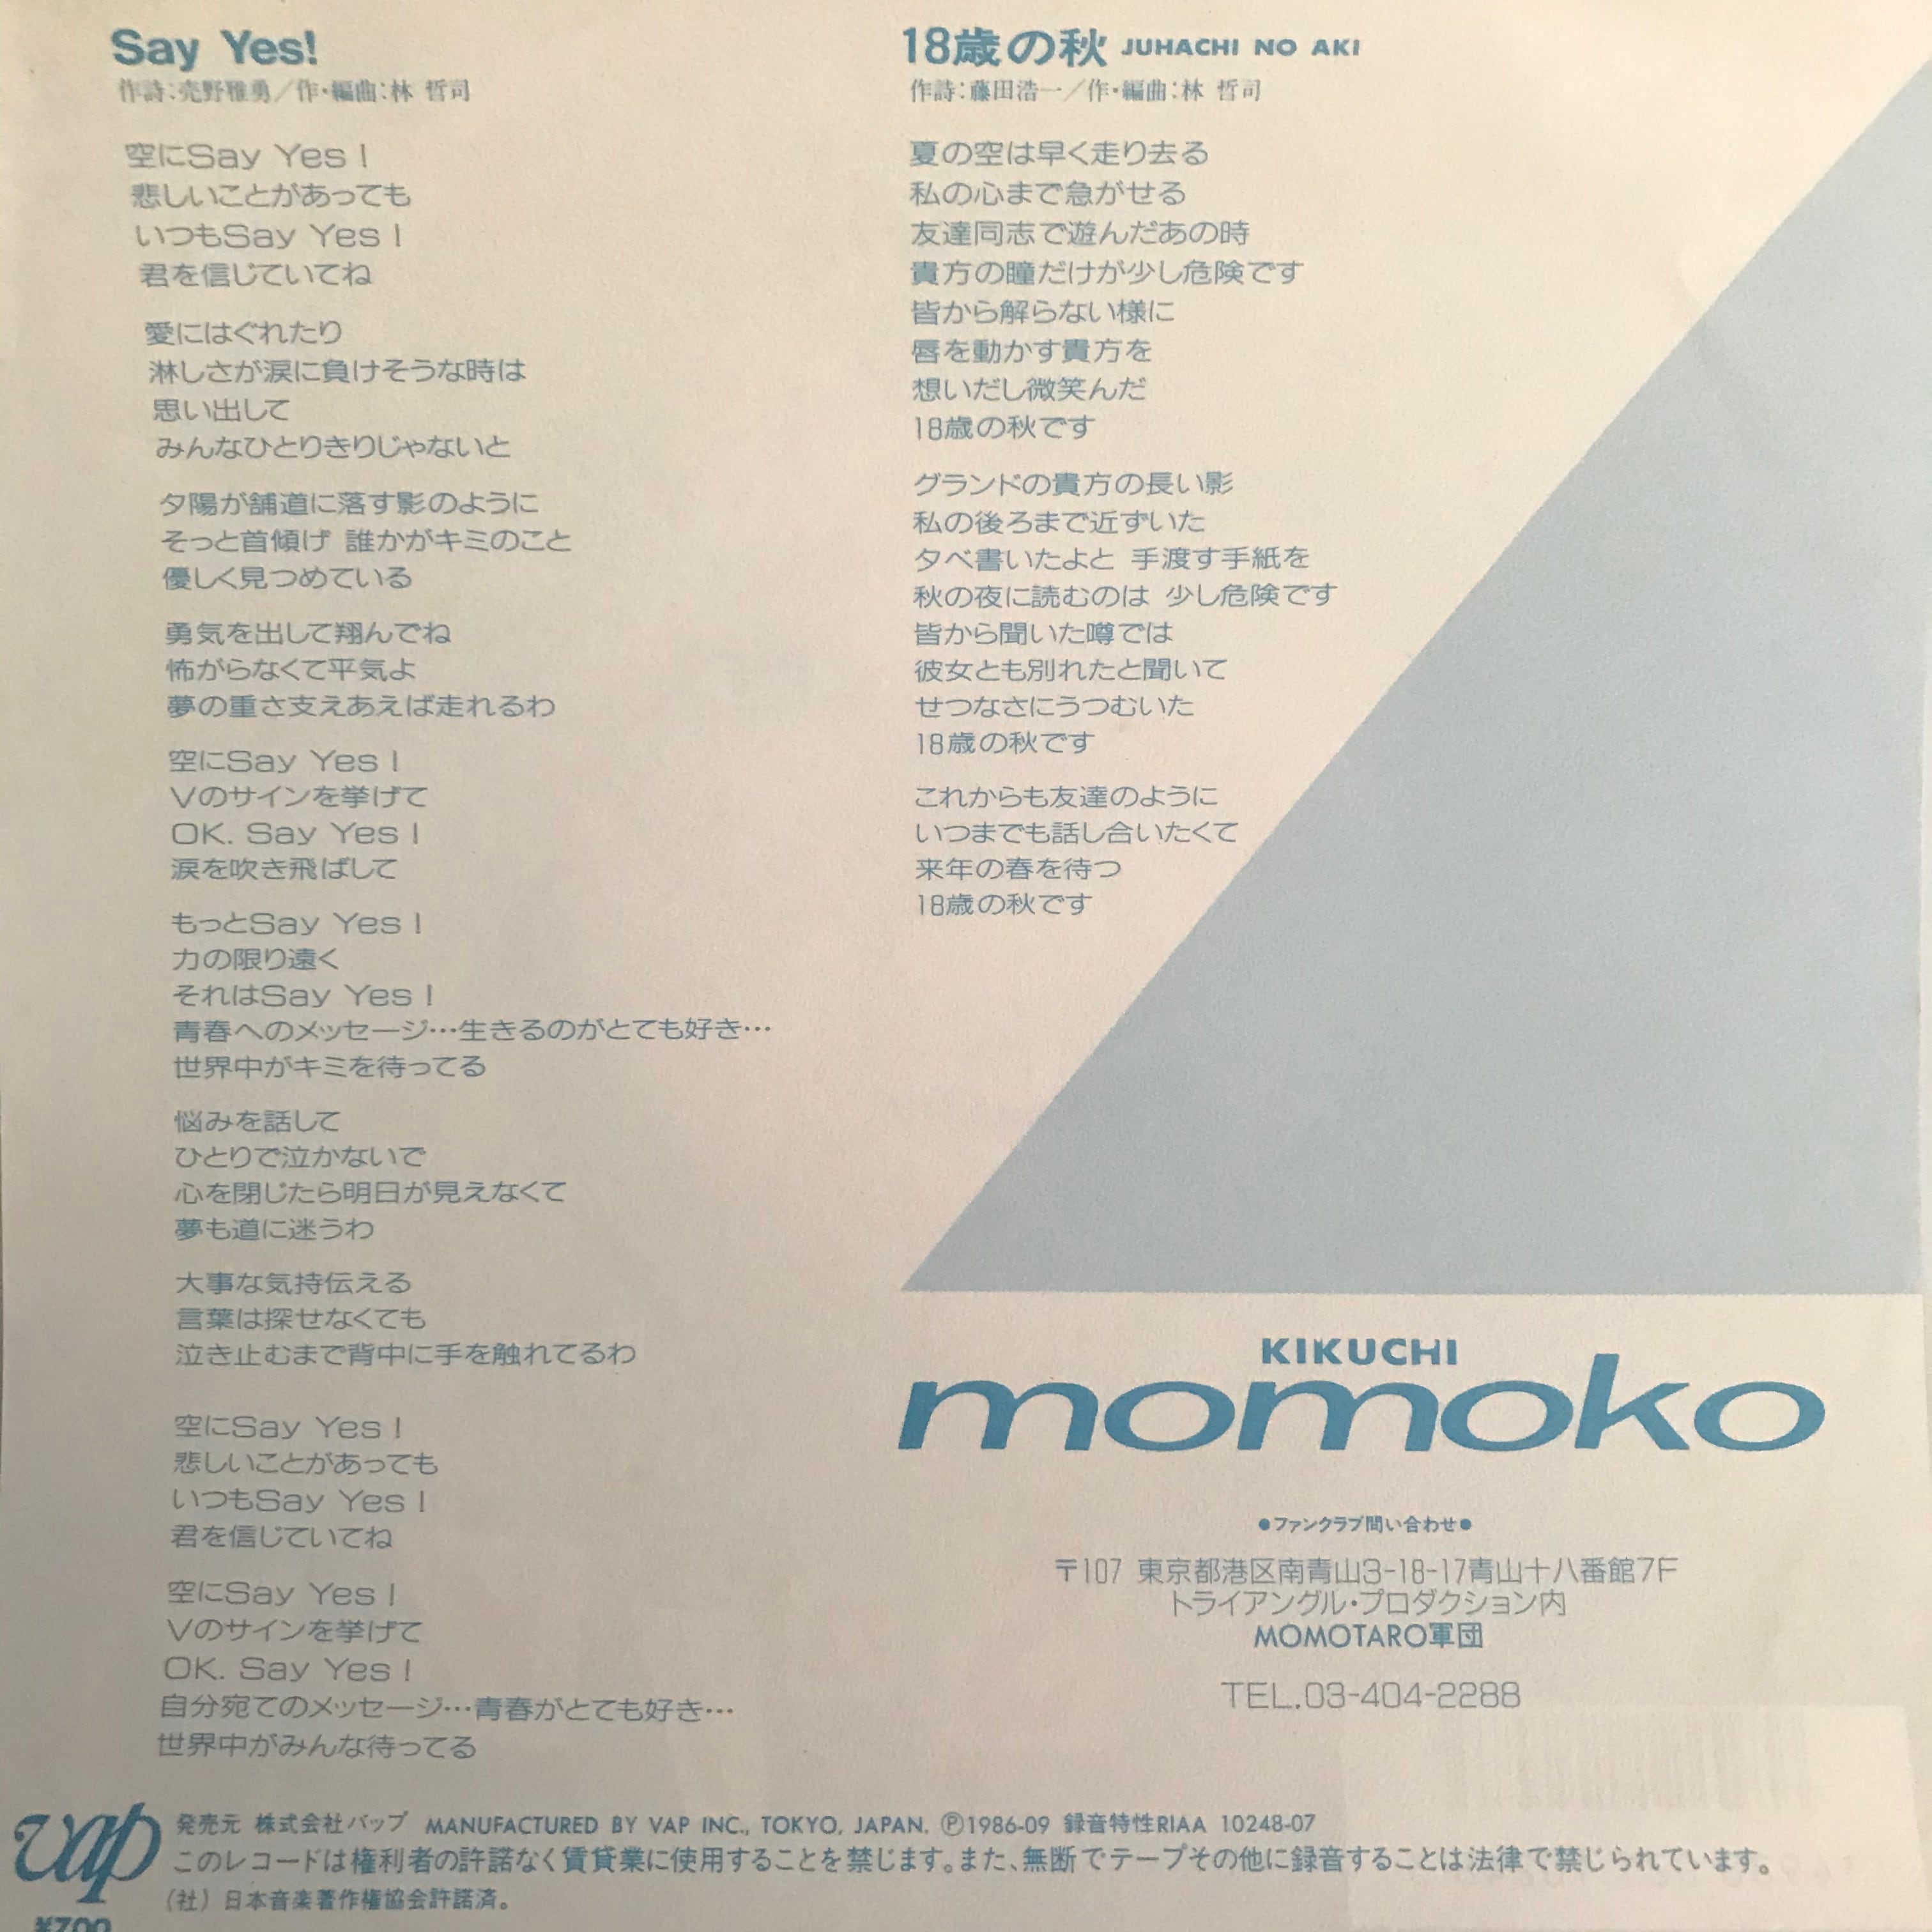 Say Yes!
作詩:売野雅勇／作・編曲:林 哲司
空にSay Yes！
悲しいことがあっても
いつもSay Yes！
君を信じていてね
愛にはぐれたり
淋しさが涙に負けそうな時は
思い出して
みんなひとりきりじゃないと
夕陽が舗道に落す影のように
そっと首傾げ 誰かがキミのこと
優しく見つめている
勇気を出して翔んでね
怖がらなくて平気よ
夢の重さ支えあえば走れるわ
空にSay Yes！
Vのサインを挙げて
OK. Say Yes！
涙を吹き飛ばして
もっとSay Yes！
力の限り遠く
それはSay Yes！
青春へのメッセージ…生きるのがとても好き…
世界中がキミを待ってる
悩みを話して
ひとりで泣かないで
心を閉じたら明日が見えなくて
夢も道に迷うわ
大事な気持伝える
言葉は探せなくても
泣き止むまで背中に手を触れてるわ
空にSay Yes！
悲しいことがあっても
いつもSay Yes！
君を信じていてね
空にSay Yes！
Vのサインを挙げて
OK. Say Yes！
自分宛てのメッセージ…青春がとても好き…
世界中がみんな待ってる
18歳の秋 JUHACHI NO AKI
作詩:藤田浩一／作・編曲:林 哲司
夏の空は早く走り去る
私の心まで急がせる
友達同志で遊んだあの時
貴方の瞳だけが少し危険です
皆から解らない様に
唇を動かす貴方を
想いだし微笑んだ
18歳の秋です
グランドの貴方の長い影
私の後ろまで近ずいた
夕べ書いたよと 手渡す手紙を
秋の夜に読むのは 少し危険です
皆から聞いた噂では
彼女とも別れたと聞いて
せつなさにうつむいた
18歳の秋です
これからも友達のように
いつまでも話し合いたくて
来年の春を待つ
18歳の秋です
KIKUCHI
momoko
●ファンクラブ問い合わせ●
〒107 東京都港区南青山3-18-17青山十八番館7F
トライアングル・プロダクション内
MOMOTARO軍団
TEL.03-404-2288
vap
発売元 株式会社バップ MANUFACTURED BY VAP INC., TOKYO, JAPAN. Ⓟ1986-09 録音特性RIAA 10248-07
このレコードは権利者の許諾なく賃貸業に使用することを禁じます。また、無断でテープその他に録音することは法律で禁じられています。
(社) 日本音楽著作権協会許諾済。
¥700